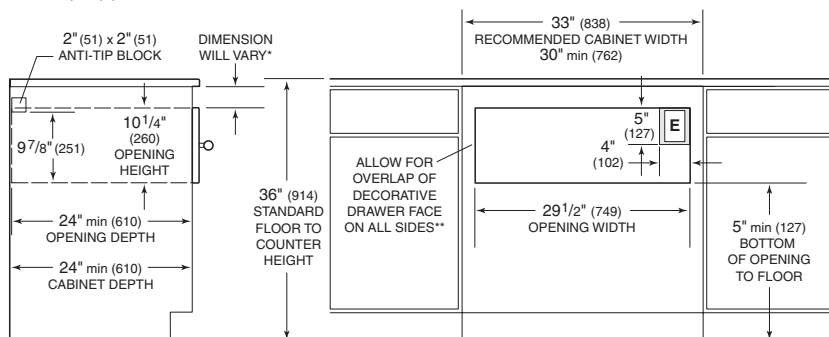 2" (51) x 2" (51)
ANTI-TIP BLOCK
DIMENSION
WILL VARY*
33" (838)
RECOMMENDED CABINET WIDTH
30" min (762)
10 1/4"
(260)
OPENING
HEIGHT
9 7/8" (251)
24" min (610)
OPENING DEPTH
24" min (610)
CABINET DEPTH
36" (914)
STANDARD
FLOOR TO
COUNTER
HEIGHT
ALLOW FOR
OVERLAP OF
DECORATIVE
DRAWER FACE
ON ALL SIDES**
5"
(127)
E
4"
(102)
29 1/2" (749)
OPENING WIDTH
5" min (127)
BOTTOM
OF OPENING
TO FLOOR